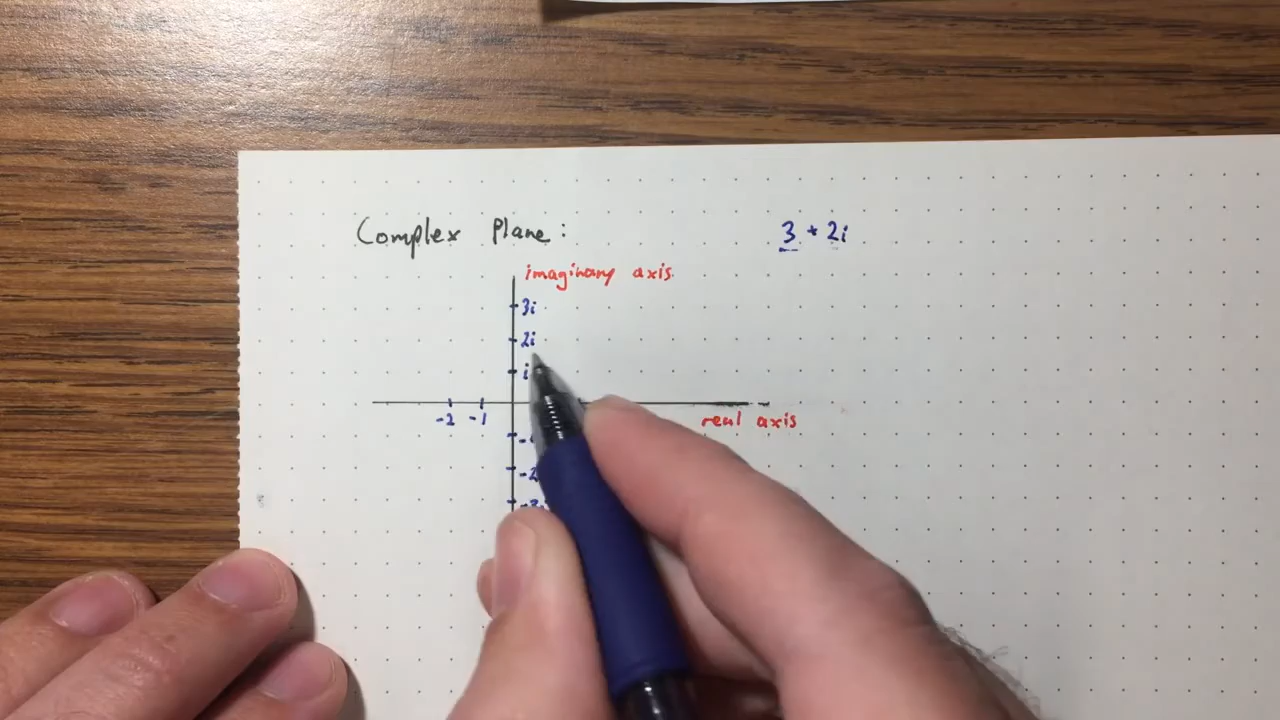 Complex Plane:
3 + 2i
imaginary axis
3i
2i
i
-2 -1
real axis